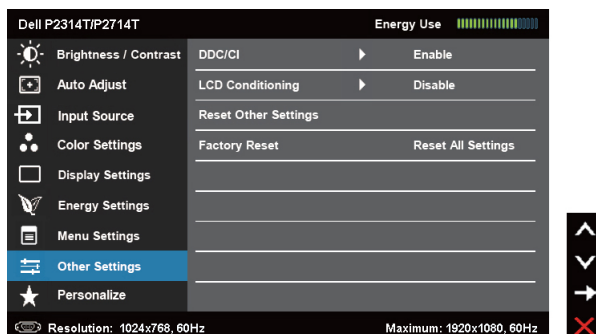 Dell P2314T/P2714T Energy Use
Brightness / Contrast DDC/CI Enable
Auto Adjust LCD Conditioning Disable
Input Source Reset Other Settings
Color Settings Factory Reset Reset All Settings
Display Settings
Energy Settings
Menu Settings
Other Settings
Personalize
Resolution: 1024x768, 60Hz Maximum: 1920x1080, 60Hz